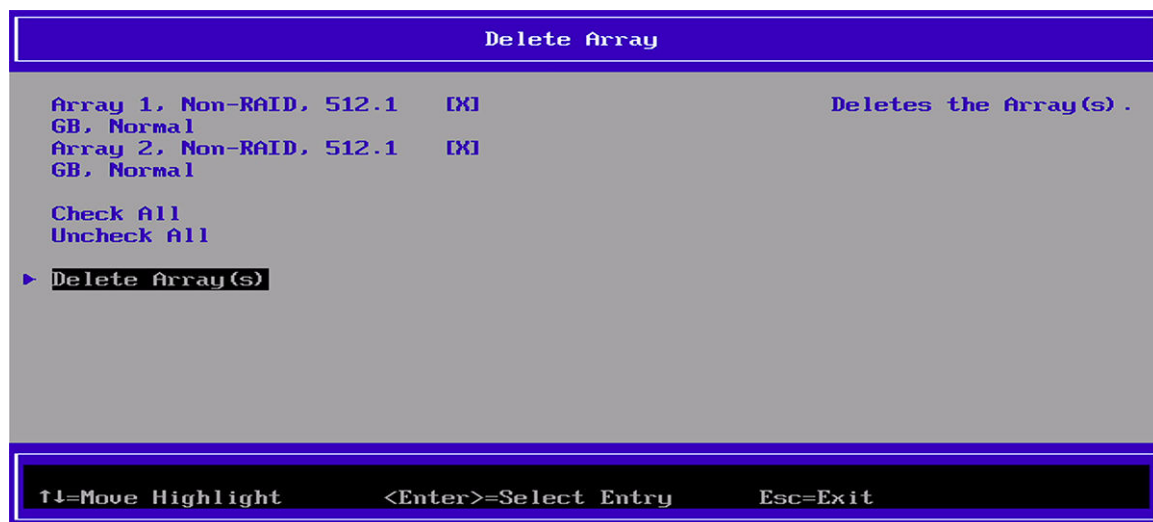 Delete Array
Array 1, Non-RAID, 512.1 [X]
GB, Normal
Array 2, Non-RAID, 512.1 [X]
GB, Normal
Check All
Uncheck All
► Delete Array(s)
Deletes the Array(s).
↑↓=Move Highlight <Enter>=Select Entry Esc=Exit